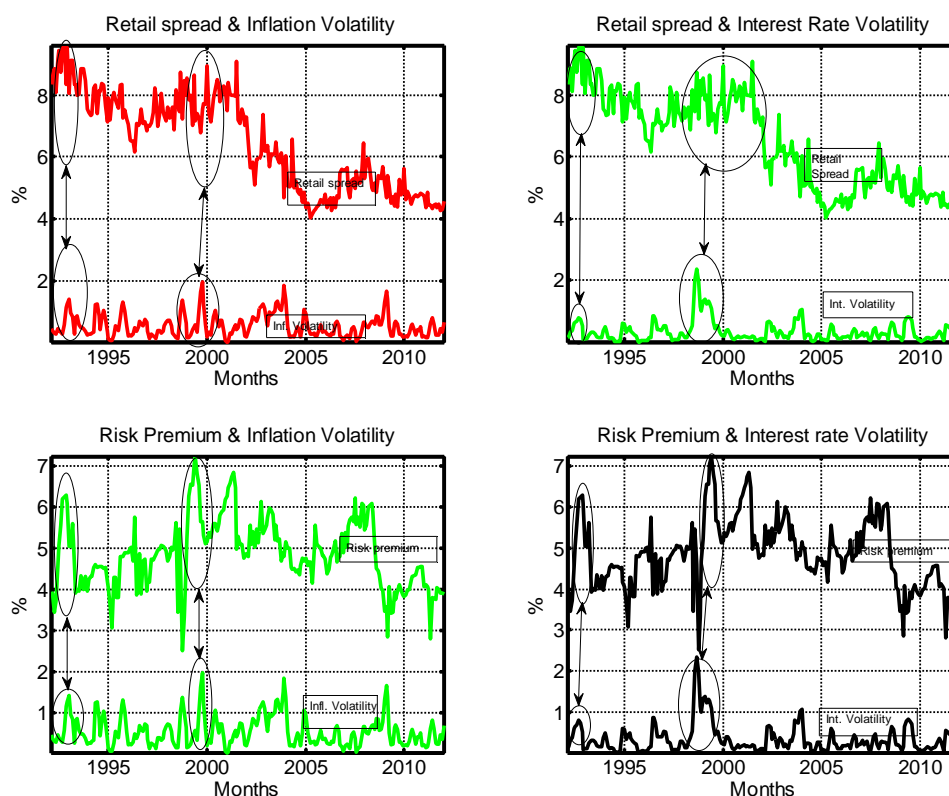 Retail spread & Inflation Volatility
%
8
6
4
2
Retail spread
Inf. Volatility
1995 2000 2005 2010
Months
Retail spread & Interest Rate Volatility
%
8
6
4
2
Retail
Spread
Int. Volatility
1995 2000 2005 2010
Months
Risk Premium & Inflation Volatility
%
7
6
5
4
3
2
1
Risk premium
Infl. Volatility
1995 2000 2005 2010
Months
Risk Premium & Interest rate Volatility
%
7
6
5
4
3
2
1
Risk premium
Int. Volatility
1995 2000 2005 2010
Months